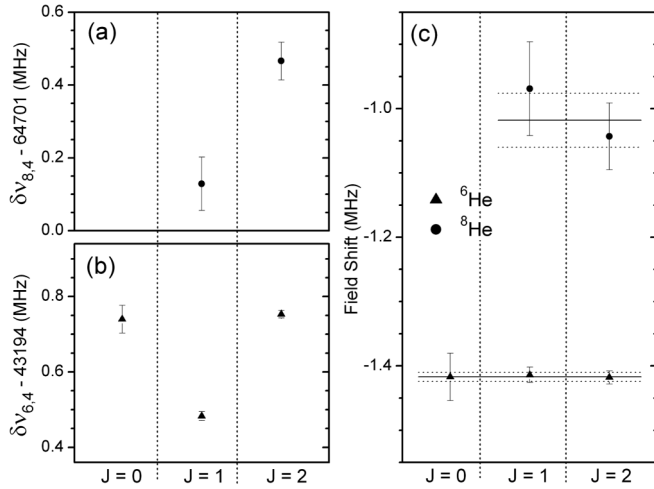 (a)
δν8,4 - 64701 (MHz)
0.6
0.4
0.2
0.0
(b)
δν6,4 - 43194 (MHz)
0.8
0.6
0.4
J = 0 J = 1 J = 2
(c)
Field Shift (MHz)
-1.0
-1.2
-1.4
6He
8He
J = 0 J = 1 J = 2